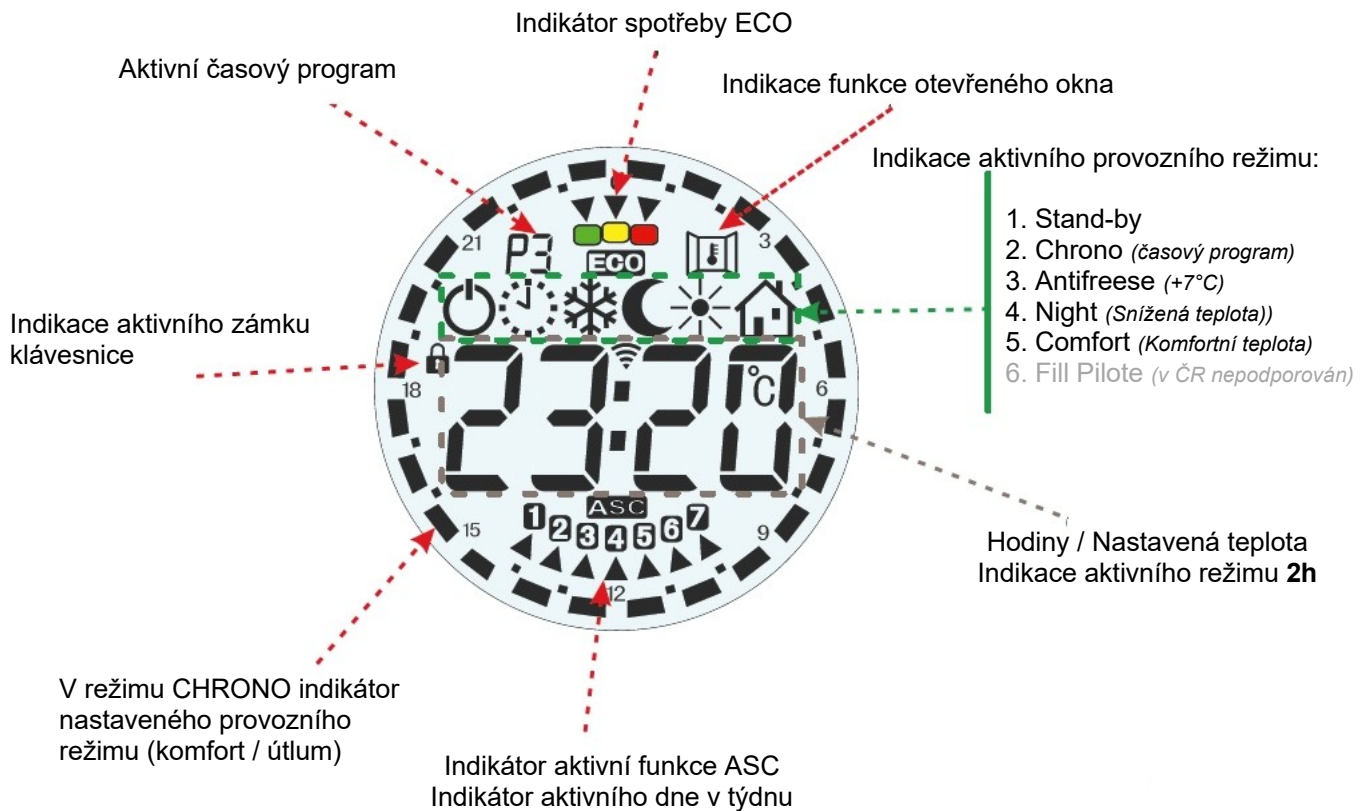 Indikátor spotřeby ECO
Aktivní časový program
Indikace funkce otevřeného okna
Indikace aktivního provozního režimu:
1. Stand-by
2. Chrono (časový program)
3. Antifreese (+7°C)
4. Night (Snížená teplota))
5. Comfort (Komfortní teplota)
6. Fill Pilote (v ČR nepodporován)
Indikace aktivního zámku
klávesnice
21
P3
ECO
3
18
23:20
°C
6
ASC
1 2 3 4 5 6 7
15
9
12
Hodiny / Nastavená teplota
Indikace aktivního režimu 2h
V režimu CHRONO indikátor
nastaveného provozního
režimu (komfort / útlum)
Indikátor aktivní funkce ASC
Indikátor aktivního dne v týdnu